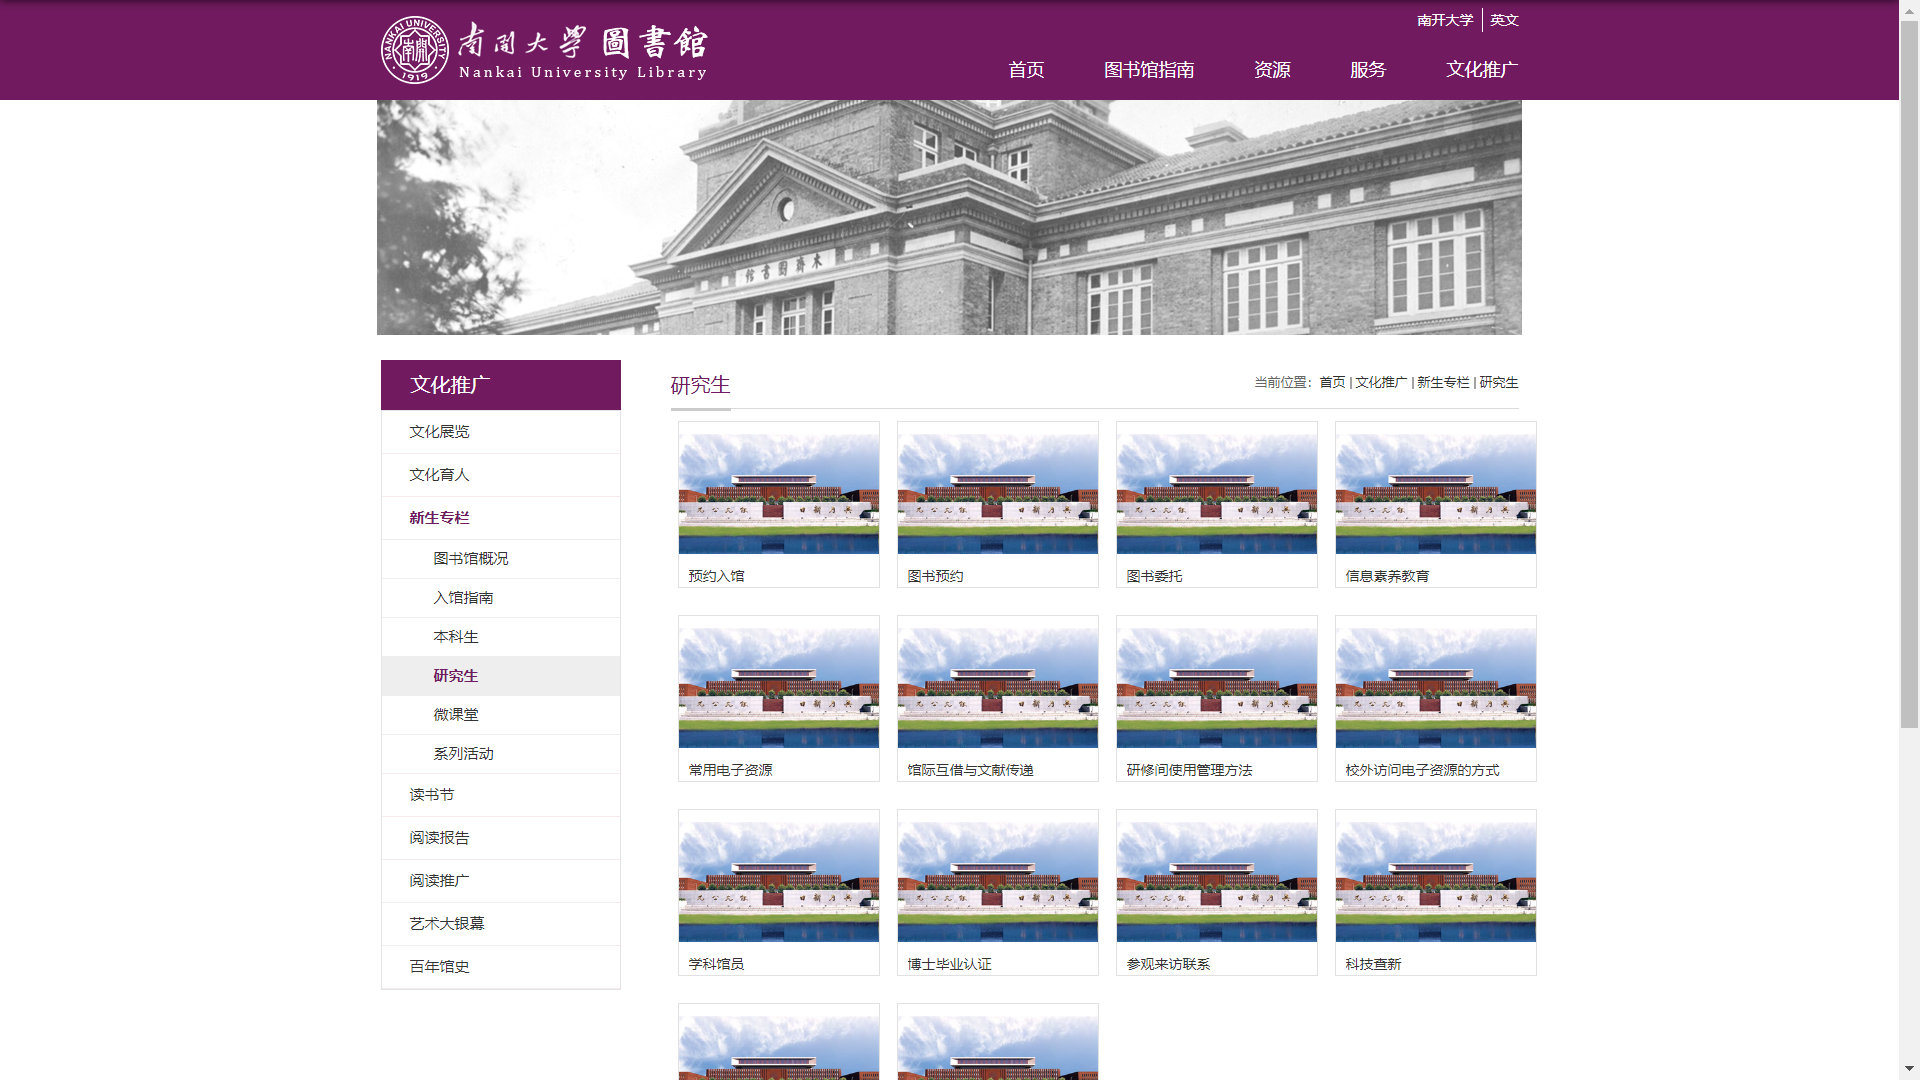 南开大学 英文
NANKAI UNIVERSITY
南開
1919
南開大學 圖書館
Nankai University Library
首页 图书馆指南 资源 服务 文化推广
館書圖齋木
文化推广
文化展览
文化育人
新生专栏
图书馆概况
入馆指南
本科生
研究生
微课堂
系列活动
读书节
阅读报告
阅读推广
艺术大银幕
百年馆史
研究生
当前位置: 首页 | 文化推广 | 新生专栏 | 研究生
预约入馆
图书预约
图书委托
信息素养教育
常用电子资源
馆际互借与文献传递
研修间使用管理方法
校外访问电子资源的方式
学科馆员
博士毕业认证
参观来访联系
科技查新